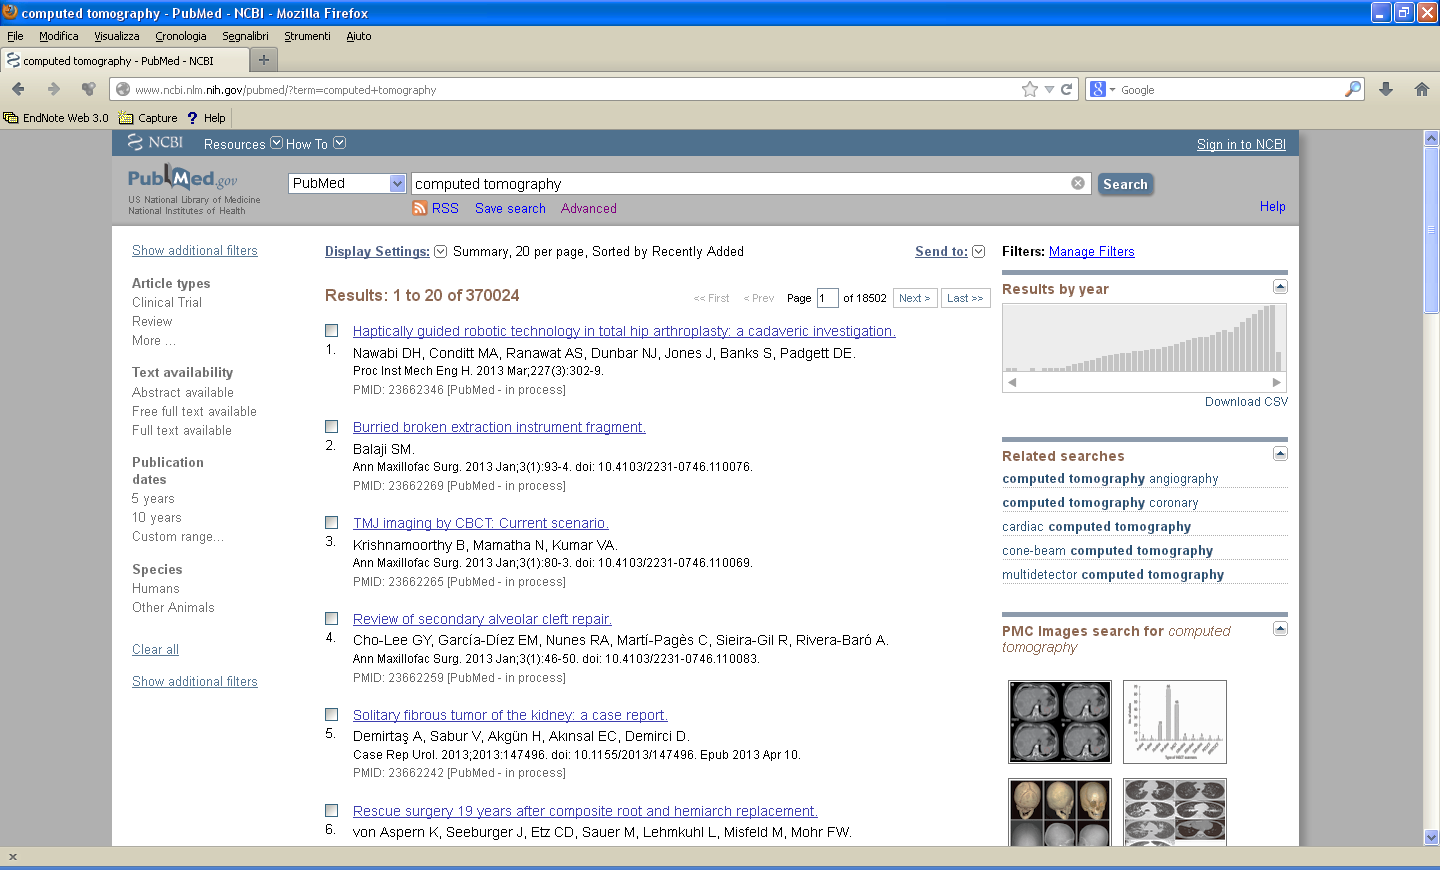 computed tomography - PubMed - NCBI - Mozilla Firefox
File Modifica Visualizza Cronologia Segnalibri Strumenti Aiuto
computed tomography - PubMed - NCBI
www.ncbi.nlm.nih.gov/pubmed/?term=computed+tomography
Google
EndNote Web 3.0 Capture Help
NCBI Resources How To Sign in to NCBI
PubMed.gov
US National Library of Medicine
National Institutes of Health
PubMed computed tomography Search
RSS Save search Advanced Help
Show additional filters
Article types
Clinical Trial
Review
More ...
Text availability
Abstract available
Free full text available
Full text available
Publication
dates
5 years
10 years
Custom range...
Species
Humans
Other Animals
Clear all
Show additional filters
Display Settings: Summary, 20 per page, Sorted by Recently Added Send to:
Results: 1 to 20 of 370024
<< First < Prev Page 1 of 18502 Next > Last >>
Haptically guided robotic technology in total hip arthroplasty: a cadaveric investigation.
1. Nawabi DH, Conditt MA, Ranawat AS, Dunbar NJ, Jones J, Banks S, Padgett DE.
Proc Inst Mech Eng H. 2013 Mar;227(3):302-9.
PMID: 23662346 [PubMed - in process]
Burried broken extraction instrument fragment.
2. Balaji SM.
Ann Maxillofac Surg. 2013 Jan;3(1):93-4. doi: 10.4103/2231-0746.110076.
PMID: 23662269 [PubMed - in process]
TMJ imaging by CBCT: Current scenario.
3. Krishnamoorthy B, Mamatha N, Kumar VA.
Ann Maxillofac Surg. 2013 Jan;3(1):80-3. doi: 10.4103/2231-0746.110069.
PMID: 23662265 [PubMed - in process]
Review of secondary alveolar cleft repair.
4. Cho-Lee GY, García-Díez EM, Nunes RA, Martí-Pagès C, Sieira-Gil R, Rivera-Baró A.
Ann Maxillofac Surg. 2013 Jan;3(1):46-50. doi: 10.4103/2231-0746.110083.
PMID: 23662259 [PubMed - in process]
Solitary fibrous tumor of the kidney: a case report.
5. Demirtaş A, Sabur V, Akgün H, Akınsal EC, Demirci D.
Case Rep Urol. 2013;2013:147496. doi: 10.1155/2013/147496. Epub 2013 Apr 10.
PMID: 23662242 [PubMed - in process]
Rescue surgery 19 years after composite root and hemiarch replacement.
6. von Aspern K, Seeburger J, Etz CD, Sauer M, Lehmkuhl L, Misfeld M, Mohr FW.
Filters: Manage Filters
Results by year
Download CSV
Related searches
computed tomography angiography
computed tomography coronary
cardiac computed tomography
cone-beam computed tomography
multidetector computed tomography
PMC Images search for computed
tomography